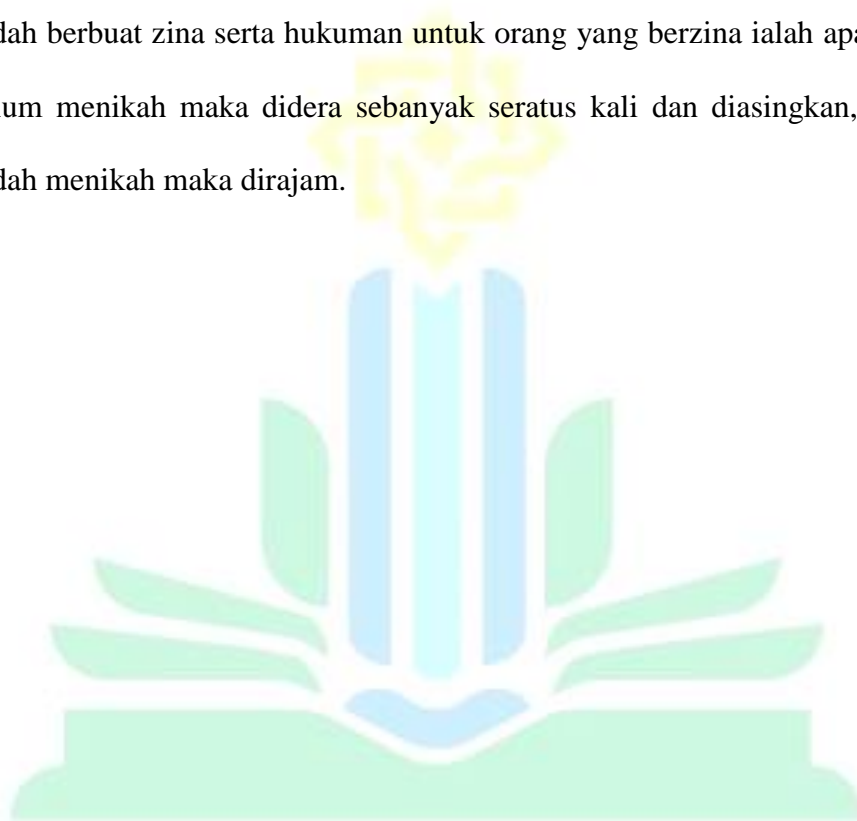 dah berbuat zina serta hukuman untuk orang yang berzina ialah apa
um menikah maka didera sebanyak seratus kali dan diasingkan,
dah menikah maka dirajam.